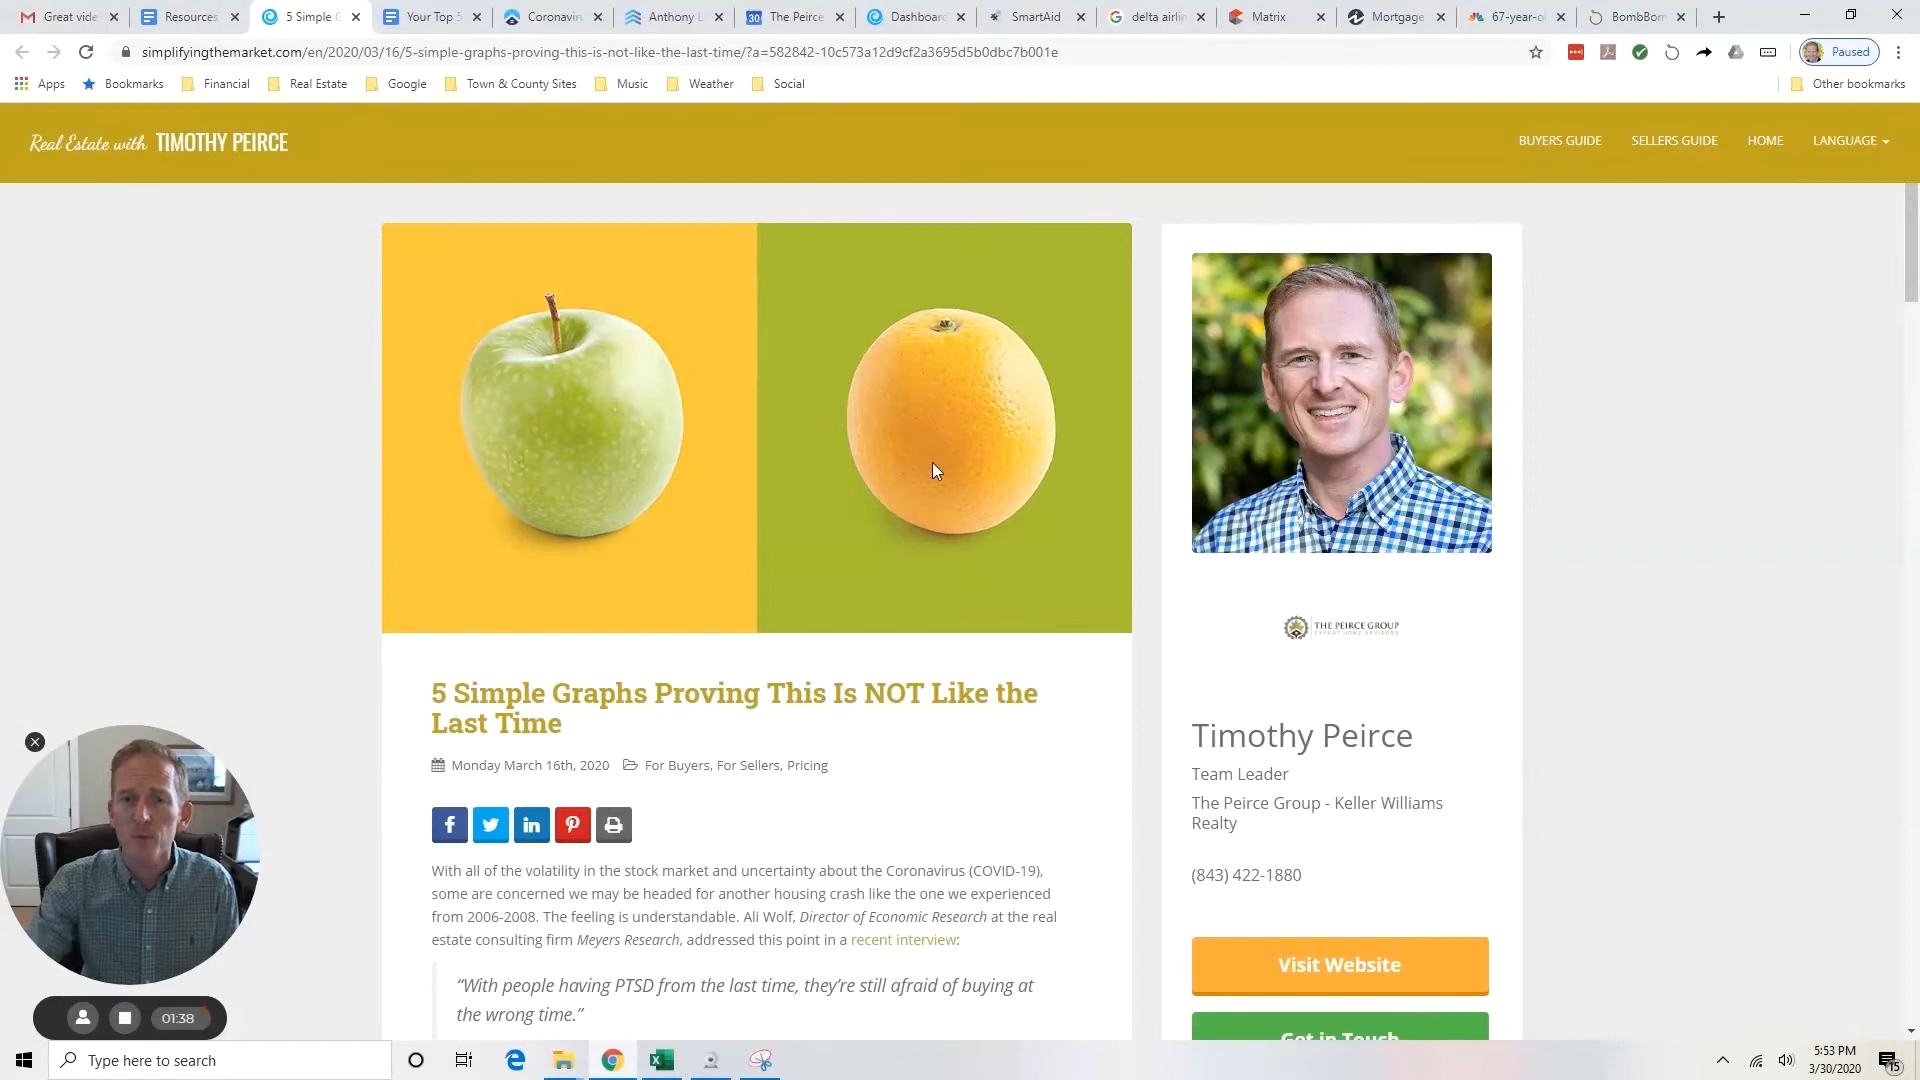 Great vide
Resources
5 Simple G
Your Top 5
Coronavir
Anthony L
The Peirce
Dashboard
SmartAid
delta airlin
Matrix
Mortgage
67-year-ol
BombBom
simplifyingthemarket.com/en/2020/03/16/5-simple-graphs-proving-this-is-not-like-the-last-time/?a=582842-10c573a12d9cf2a3695d5b0dbc7b001e
Paused
Apps
Bookmarks
Financial
Real Estate
Google
Town & County Sites
Music
Weather
Social
Other bookmarks
Real Estate with TIMOTHY PEIRCE
BUYERS GUIDE
SELLERS GUIDE
HOME
LANGUAGE
THE PEIRCE GROUP
EXPERT HOME ADVISORS
5 Simple Graphs Proving This Is NOT Like the
Last Time
Monday March 16th, 2020
For Buyers, For Sellers, Pricing
With all of the volatility in the stock market and uncertainty about the Coronavirus (COVID-19),
some are concerned we may be headed for another housing crash like the one we experienced
from 2006-2008. The feeling is understandable. Ali Wolf, Director of Economic Research at the real
estate consulting firm Meyers Research, addressed this point in a recent interview:
“With people having PTSD from the last time, they’re still afraid of buying at
the wrong time.”
Timothy Peirce
Team Leader
The Peirce Group - Keller Williams
Realty
(843) 422-1880
Visit Website
Get in Touch
01:38
Type here to search
5:53 PM
3/30/2020
15